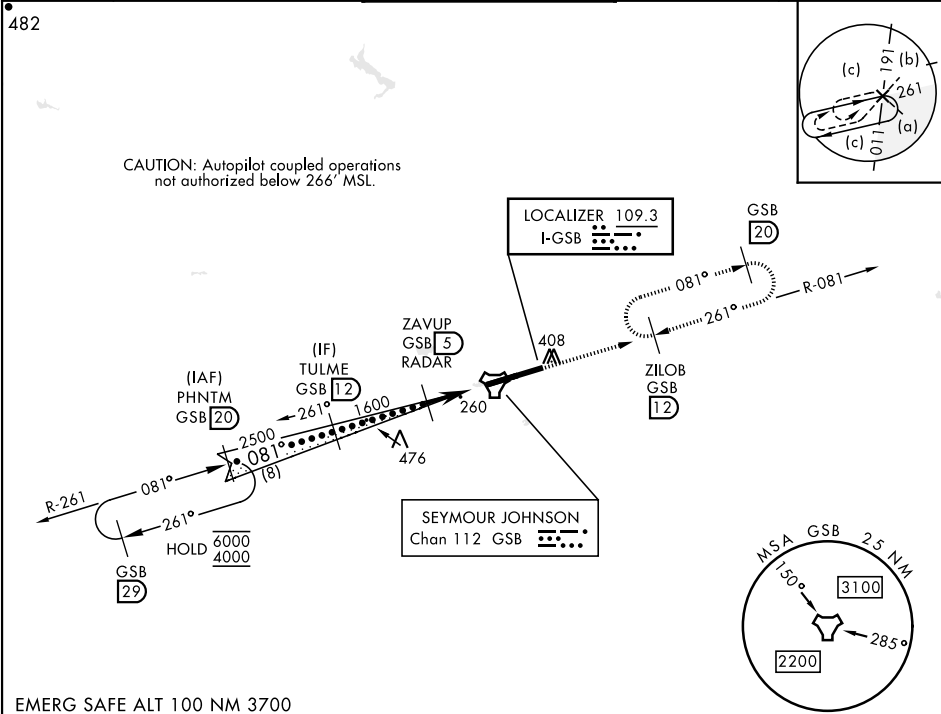 482
(c)
191
(b)
261
(a)
(c)
011
CAUTION: Autopilot coupled operations
not authorized below 266' MSL.
LOCALIZER 109.3
I-GSB
GSB
20
081°
R-081
261°
ZAVUP
GSB 5
RADAR
408
ZILOB
GSB
12
(IF)
TULME
GSB 12
(IAF)
PHNTM
GSB 20
261°
1600
260
2500
081°
(8)
476
R-261
081°
261°
HOLD 6000
4000
GSB
29
SEYMOUR JOHNSON
Chan 112 GSB
MSA GSB 25 NM
150°
3100
285°
2200
EMERG SAFE ALT 100 NM 3700